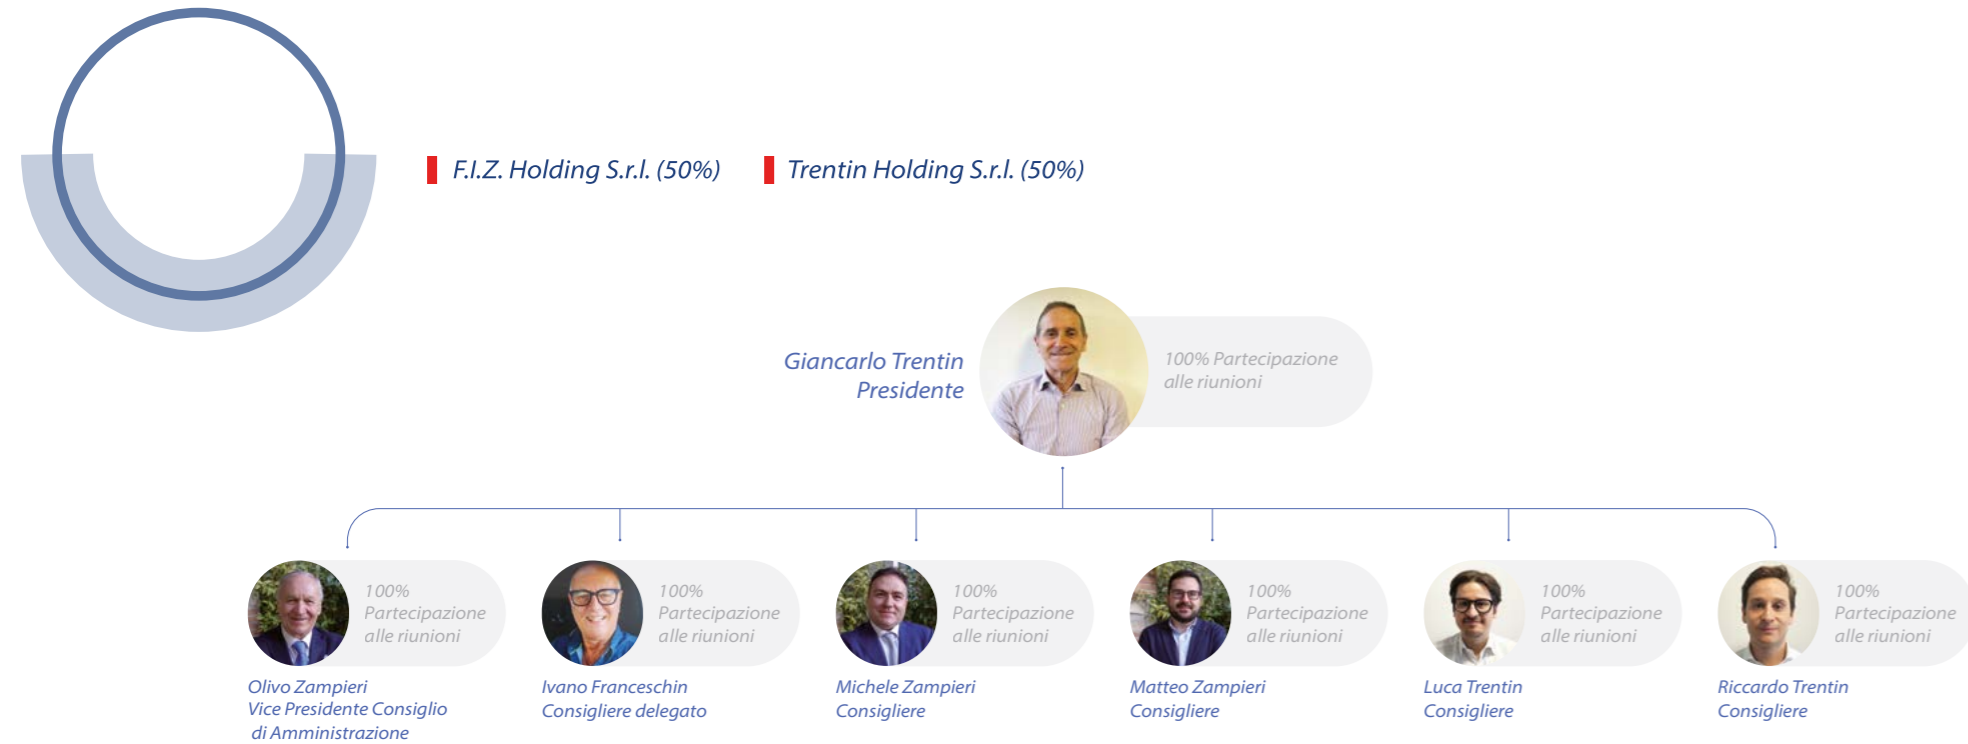 F.I.Z. Holding S.r.l. (50%)
Trentin Holding S.r.l. (50%)
Giancarlo Trentin
Presidente
100% Partecipazione
alle riunioni
100%
Partecipazione
alle riunioni
Olivo Zampieri
Vice Presidente Consiglio
di Amministrazione
100%
Partecipazione
alle riunioni
Ivano Franceschin
Consigliere delegato
100%
Partecipazione
alle riunioni
Michele Zampieri
Consigliere
100%
Partecipazione
alle riunioni
Matteo Zampieri
Consigliere
100%
Partecipazione
alle riunioni
Luca Trentin
Consigliere
100%
Partecipazione
alle riunioni
Riccardo Trentin
Consigliere